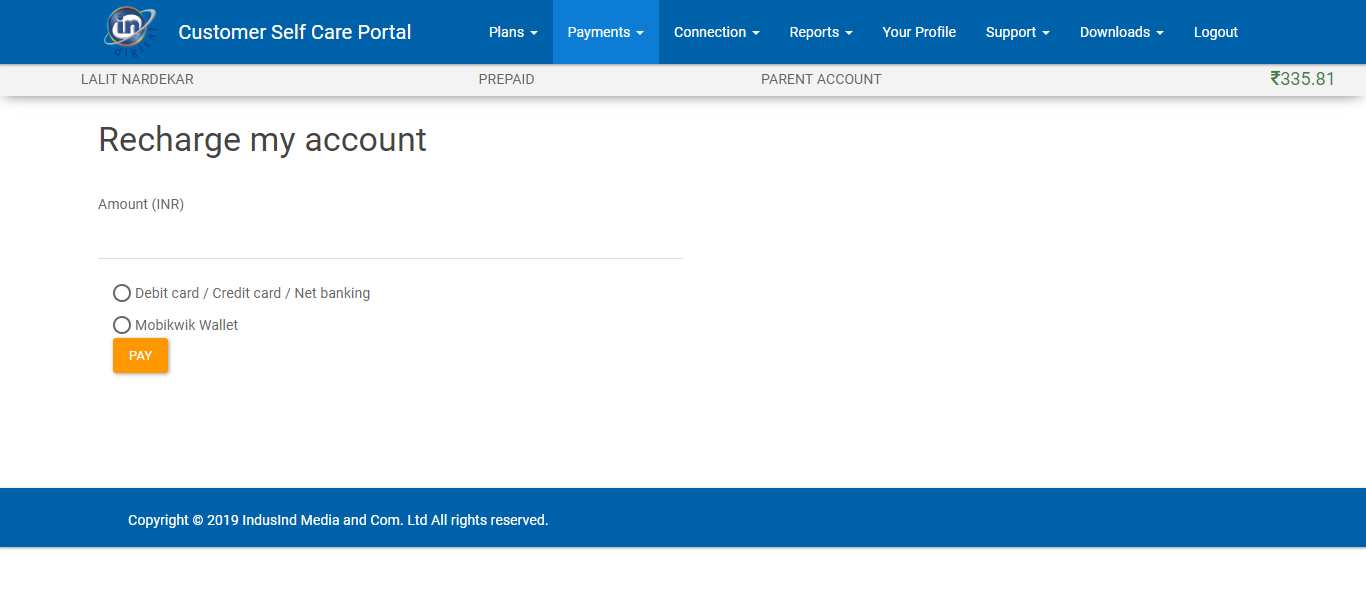 in digital Customer Self Care Portal Plans Payments Connection Reports Your Profile Support Downloads Logout
LALIT NARDEKAR PREPAID PARENT ACCOUNT ₹335.81
Recharge my account
Amount (INR)
Debit card / Credit card / Net banking
Mobikwik Wallet
PAY
Copyright © 2019 IndusInd Media and Com. Ltd All rights reserved.